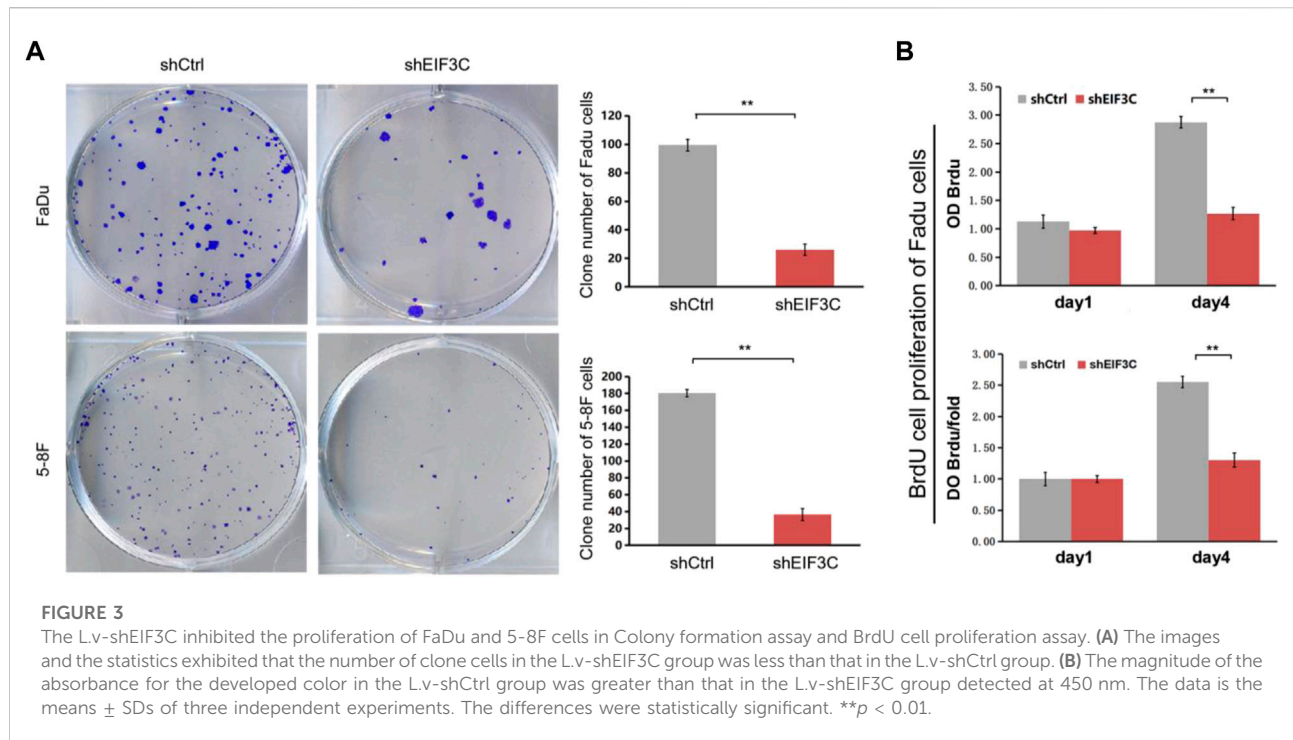 A
shCtrl
shEIF3C
FaDu
5-8F
Clone number of Fadu cells
120
100
80
60
40
20
0
**
shCtrl
shEIF3C
Clone number of 5-8F cells
200
180
160
140
120
100
80
60
40
20
0
**
shCtrl
shEIF3C
B
BrdU cell proliferation of Fadu cells
OD Brdu
3.50
3.00
2.50
2.00
1.50
1.00
0.50
0.00
shCtrl shEIF3C
**
day1 day4
DO Brdu/fold
3.00
2.50
2.00
1.50
1.00
0.50
0.00
shCtrl shEIF3C
**
day1 day4
FIGURE 3
The L.v-shEIF3C inhibited the proliferation of FaDu and 5-8F cells in Colony formation assay and BrdU cell proliferation assay. (A) The images
and the statistics exhibited that the number of clone cells in the L.v-shEIF3C group was less than that in the L.v-shCtrl group. (B) The magnitude of the
absorbance for the developed color in the L.v-shCtrl group was greater than that in the L.v-shEIF3C group detected at 450 nm. The data is the
means ± SDs of three independent experiments. The differences were statistically significant. **p < 0.01.